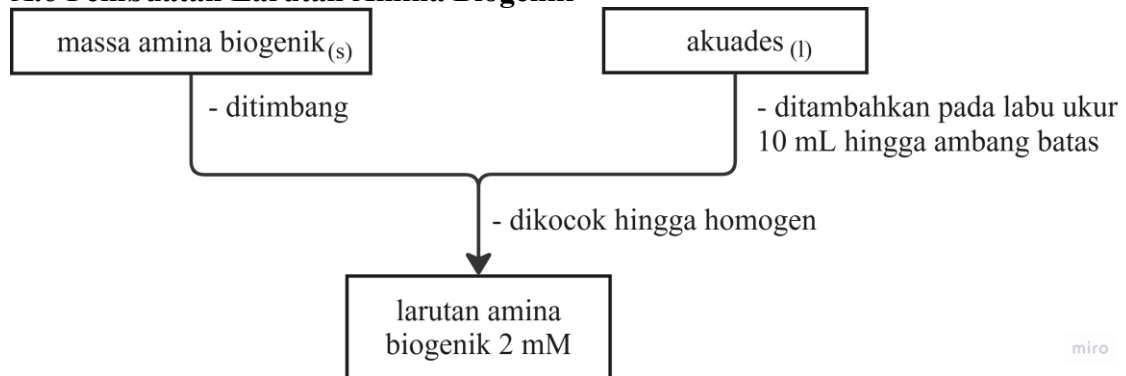 A.6 Pembuatan Larutan Amina Biogenik
massa amina biogenik(s)
akuades (l)
- ditimbang
- ditambahkan pada labu ukur
10 mL hingga ambang batas
- dikocok hingga homogen
larutan amina
biogenik 2 mM
miro